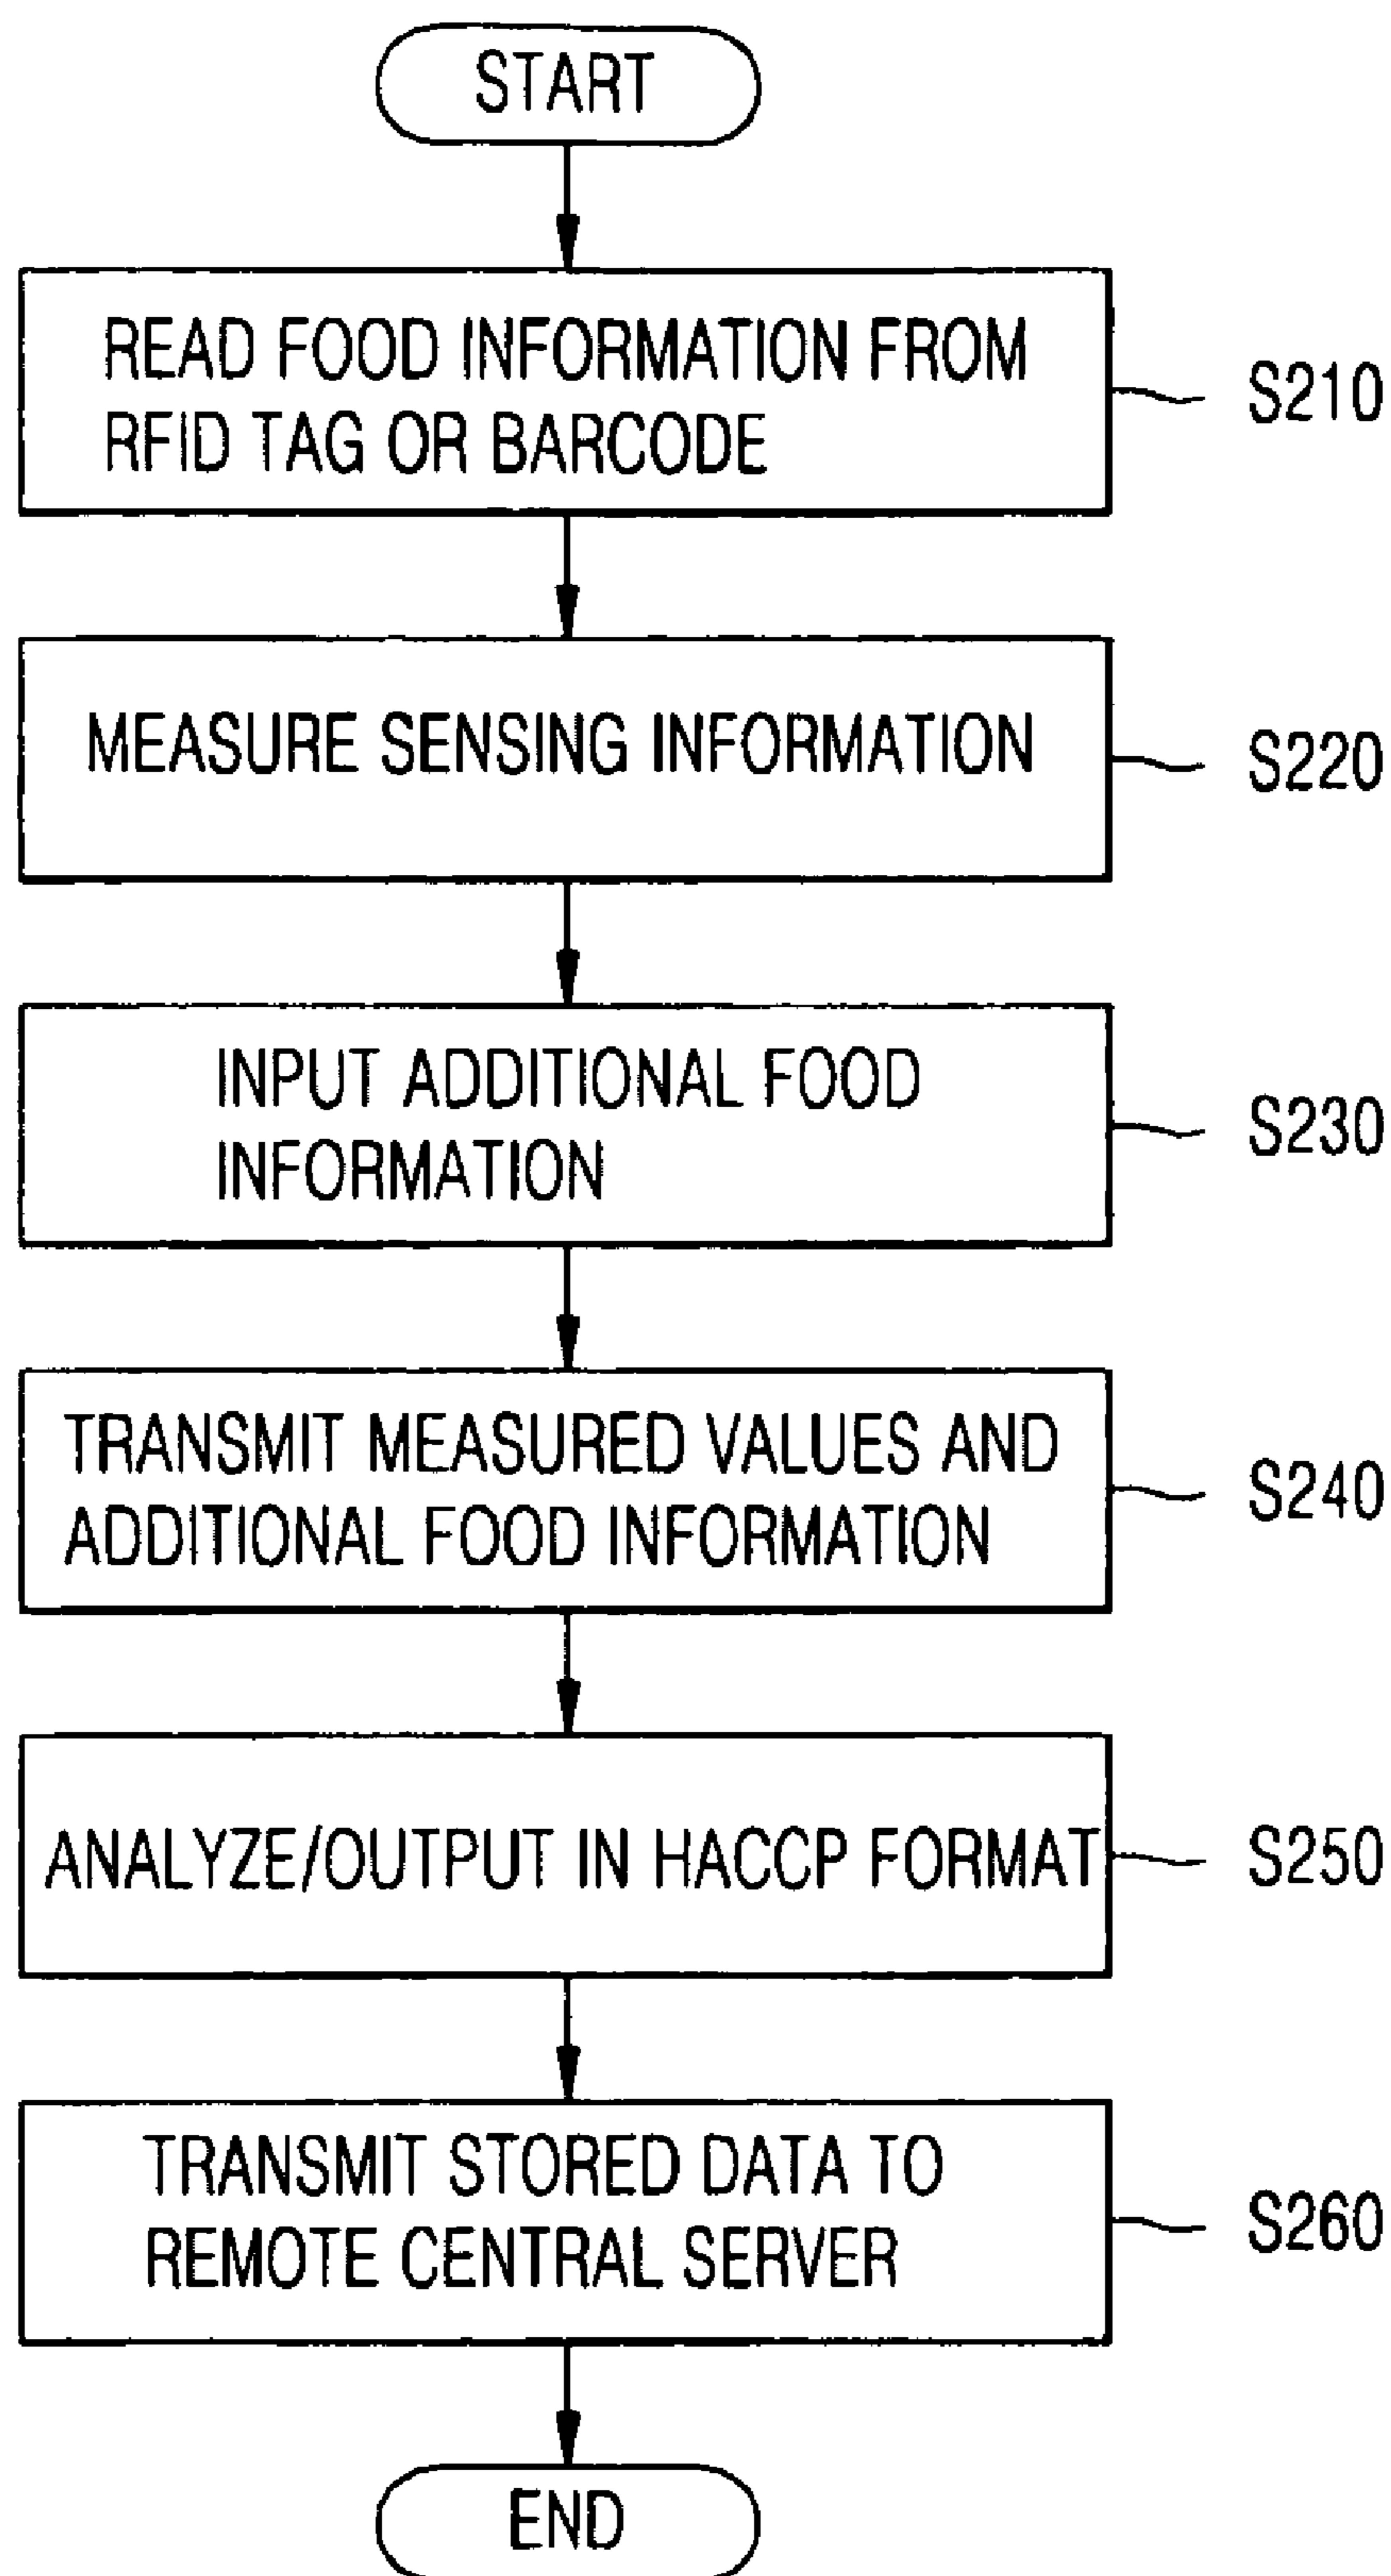 START
READ FOOD INFORMATION FROM
RFID TAG OR BARCODE
S210
MEASURE SENSING INFORMATION
S220
INPUT ADDITIONAL FOOD
INFORMATION
S230
TRANSMIT MEASURED VALUES AND
ADDITIONAL FOOD INFORMATION
S240
ANALYZE/OUTPUT IN HACCP FORMAT
S250
TRANSMIT STORED DATA TO
REMOTE CENTRAL SERVER
S260
END